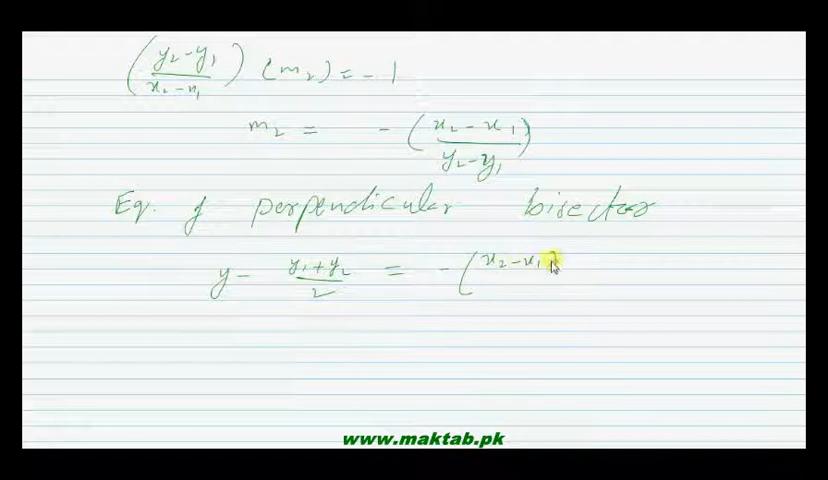 (y₂-y₁/x₂-x₁) (m₂) = -1
m₂ = -(x₂-x₁/y₂-y₁)
Eq. of perpendicular bisector
y - y₁+y₂/2 = -(x₂-x₁
www.maktab.pk